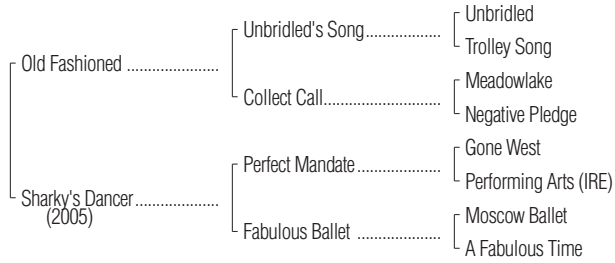 Unbridled
Unbridled's Song..................
Trolley Song
Old Fashioned ......................
Meadowlake
Collect Call............................
Negative Pledge
Gone West
Perfect Mandate ....................
Performing Arts (IRE)
Sharky's Dancer ....................
(2005)
Moscow Ballet
Fabulous Ballet .....................
A Fabulous Time